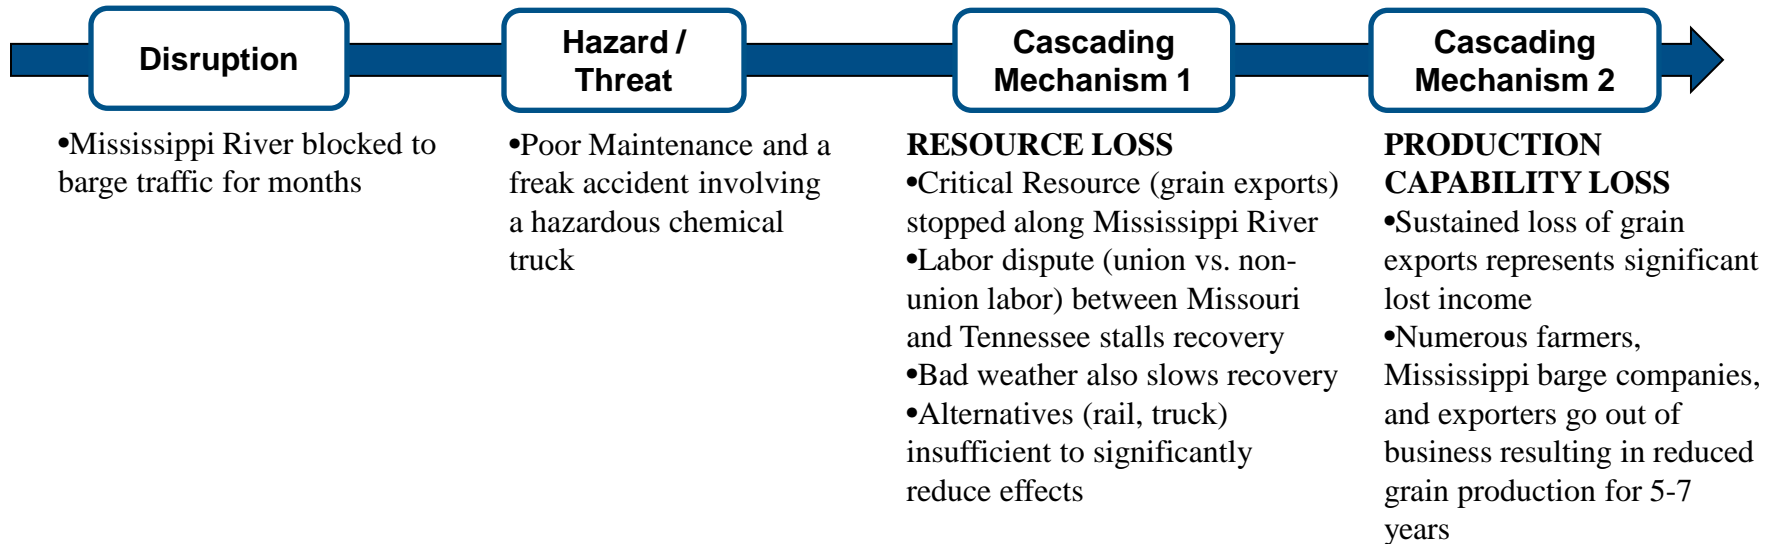 Disruption
Hazard /
Threat
Cascading
Mechanism 1
Cascading
Mechanism 2
•Mississippi River blocked to
barge traffic for months
•Poor Maintenance and a
freak accident involving
a hazardous chemical
truck
RESOURCE LOSS
•Critical Resource (grain exports)
stopped along Mississippi River
•Labor dispute (union vs. non-
union labor) between Missouri
and Tennessee stalls recovery
•Bad weather also slows recovery
•Alternatives (rail, truck)
insufficient to significantly
reduce effects
PRODUCTION
CAPABILITY LOSS
•Sustained loss of grain
exports represents significant
lost income
•Numerous farmers,
Mississippi barge companies,
and exporters go out of
business resulting in reduced
grain production for 5-7
years